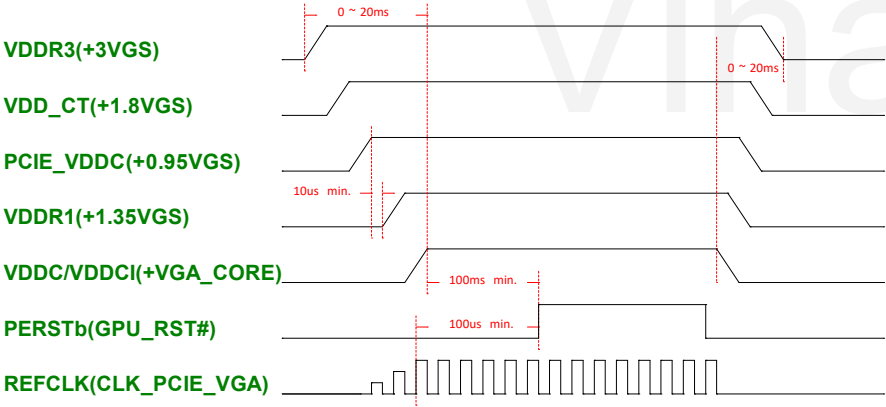 0 ~ 20ms
VDDR3(+3VGS)
0 ~ 20ms
VDD_CT(+1.8VGS)
PCIE_VDDC(+0.95VGS)
10us min.
VDDR1(+1.35VGS)
VDDC/VDDCI(+VGA_CORE)
100ms min.
PERSTb(GPU_RST#)
100us min.
REFCLK(CLK_PCIE_VGA)
Vina